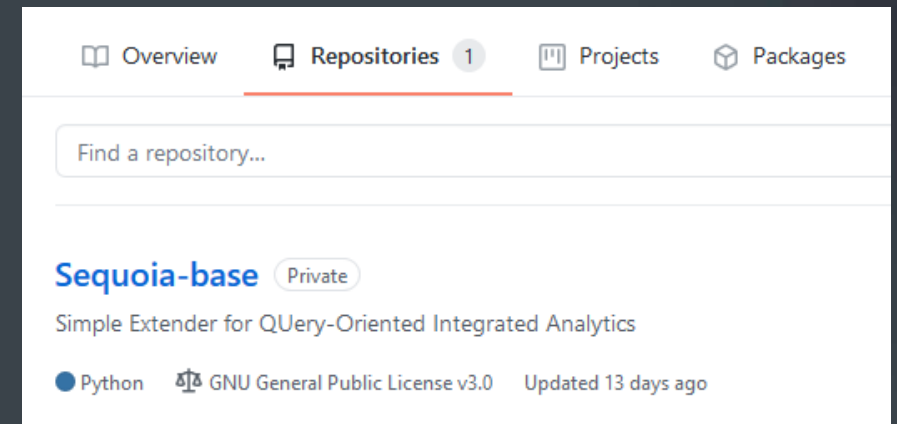 Overview Repositories 1 Projects Packages
Find a repository...
Sequoia-base Private
Simple Extender for QUery-Oriented Integrated Analytics
Python GNU General Public License v3.0 Updated 13 days ago